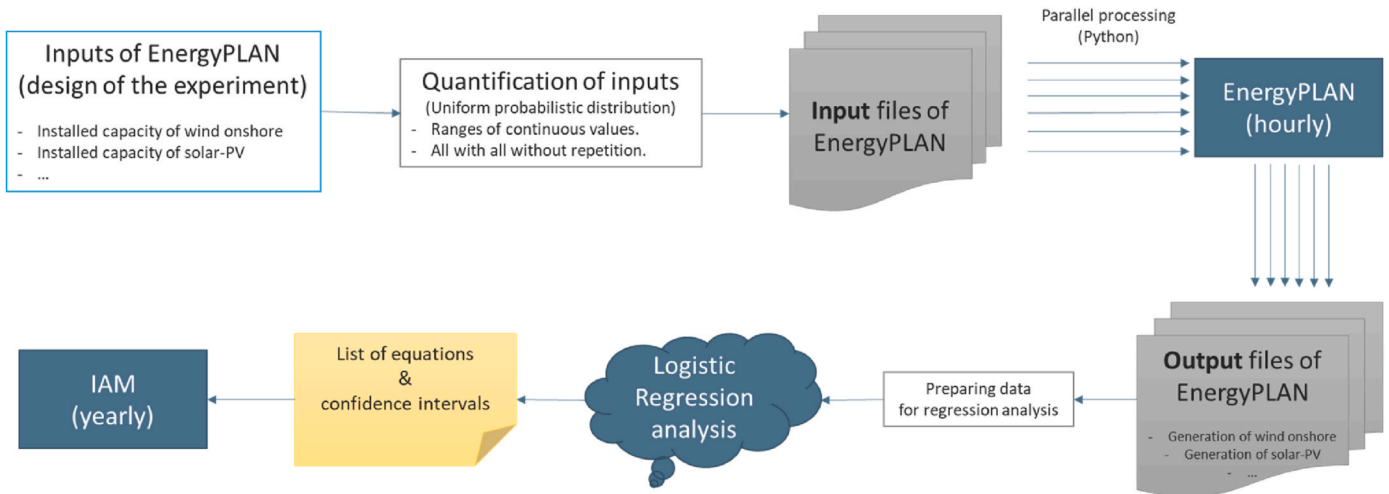 Inputs of EnergyPLAN
(design of the experiment)
- Installed capacity of wind onshore
- Installed capacity of solar-PV
- ...
Quantification of inputs
(Uniform probabilistic distribution)
- Ranges of continuous values.
- All with all without repetition.
Input files of
EnergyPLAN
Parallel processing
(Python)
EnergyPLAN
(hourly)
Output files of
EnergyPLAN
- Generation of wind onshore
- Generation of solar-PV
- ...
Preparing data
for regression analysis
Logistic
Regression
analysis
List of equations
&
confidence intervals
IAM
(yearly)